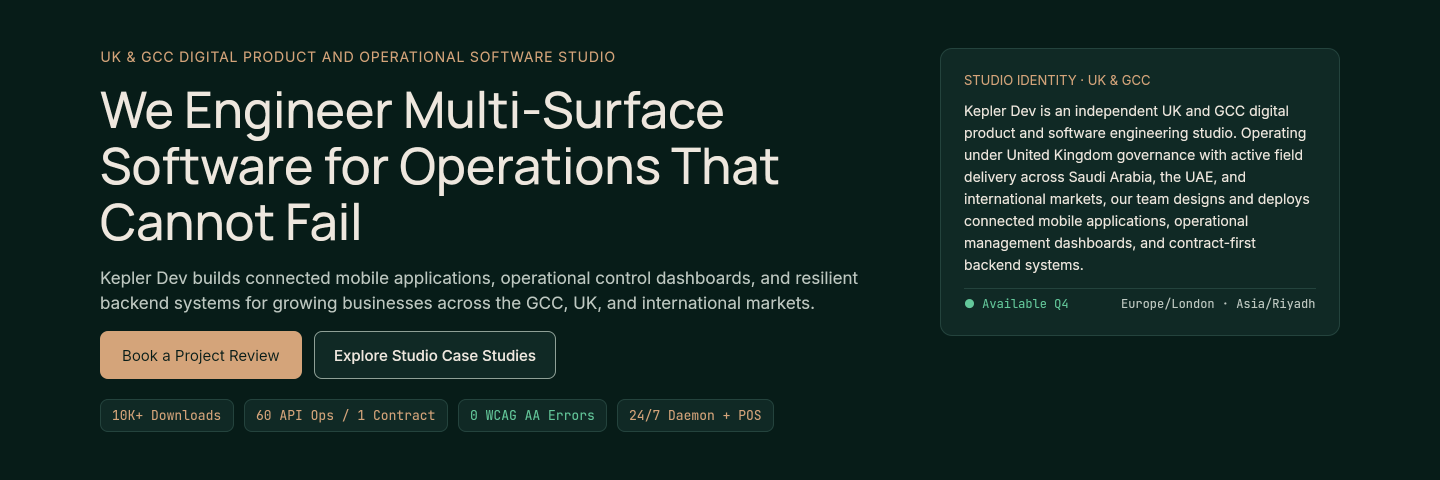 UK & GCC DIGITAL PRODUCT AND OPERATIONAL SOFTWARE STUDIO
We Engineer Multi-Surface
Software for Operations That
Cannot Fail
Kepler Dev builds connected mobile applications, operational control dashboards, and resilient
backend systems for growing businesses across the GCC, UK, and international markets.
Book a Project Review
Explore Studio Case Studies
10K+ Downloads
60 API Ops / 1 Contract
0 WCAG AA Errors
24/7 Daemon + POS
STUDIO IDENTITY · UK & GCC
Kepler Dev is an independent UK and GCC digital
product and software engineering studio. Operating
under United Kingdom governance with active field
delivery across Saudi Arabia, the UAE, and
international markets, our team designs and deploys
connected mobile applications, operational
management dashboards, and contract-first
backend systems.
Available Q4
Europe/London · Asia/Riyadh